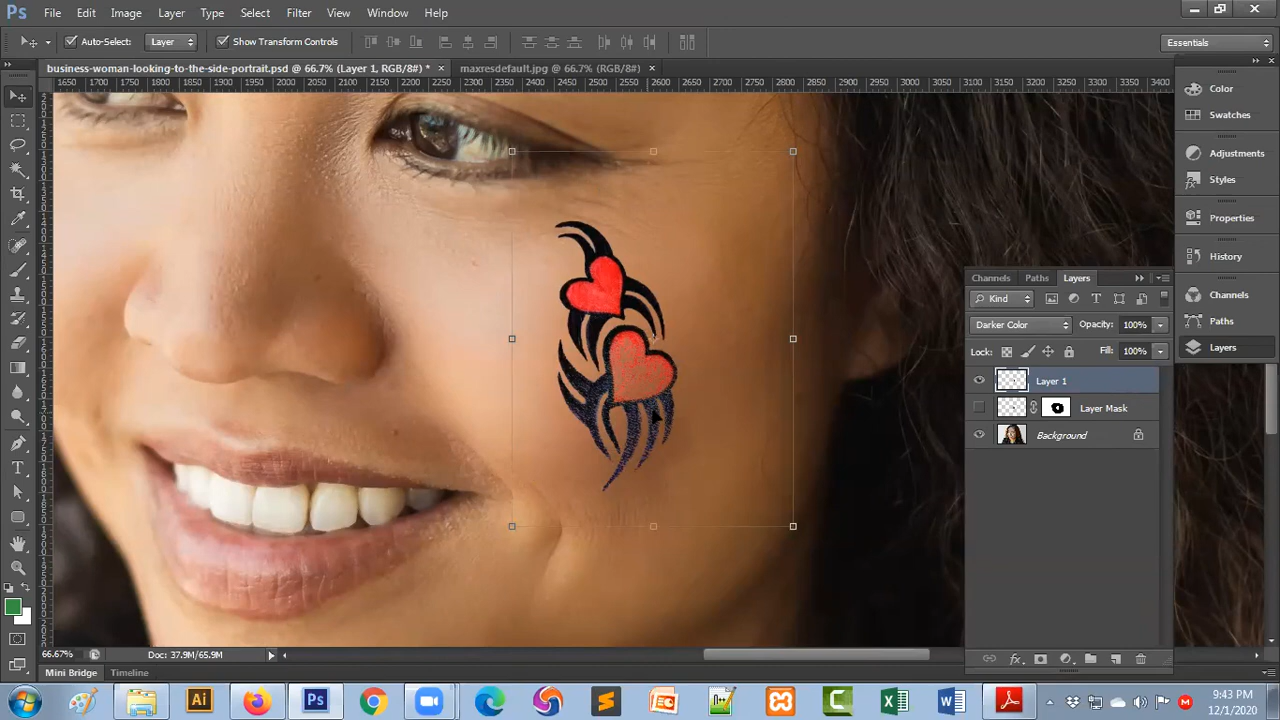 Ps File Edit Image Layer Type Select Filter 3D View Window Help
Auto-Select: Layer Show Transform Controls Essentials
business-woman-looking-to-the-side-portrait.psd @ 66.7% (Layer 1, RGB/8#) * × maxresdefault.jpg @ 66.7% (RGB/8#) ×
1650 1700 1750 1800 1850 1900 1950 2000 2050 2100 2150 2200 2250 2300 2350 2400 2450 2500 2550 2600 2650 2700 2750 2800 2850 2900 2950 3000 3050 3100 3150 3200 3250 3300 3350 3400
Color
Swatches
Adjustments
Styles
Properties
History
Channels
Paths
Layers
Channels Paths Layers
Kind
Darker Color Opacity: 100%
Lock: Fill: 100%
Layer 1
Layer Mask
Background
fx
66.67% Doc: 37.9M/65.9M
Mini Bridge Timeline
Ai Ps
9:43 PM
12/1/2020